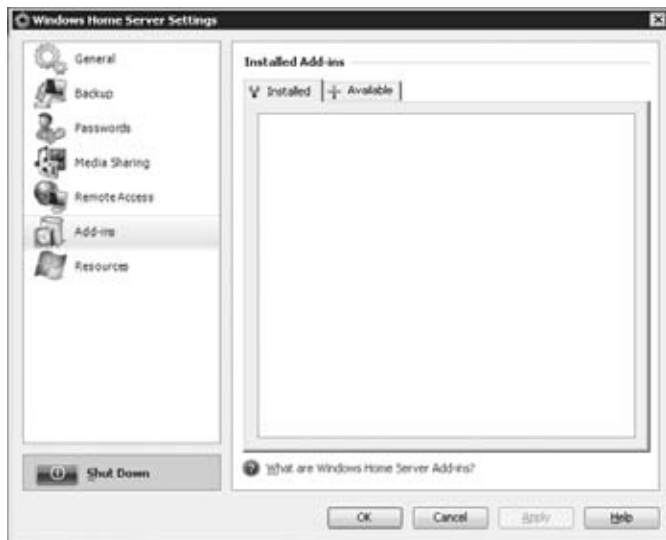 Windows Home Server Settings
General
Backup
Passwords
Media Sharing
Remote Access
Add-ins
Resources
Shut Down
Installed Add-ins
Installed
Available
What are Windows Home Server Add-ins?
OK
Cancel
Apply
Help